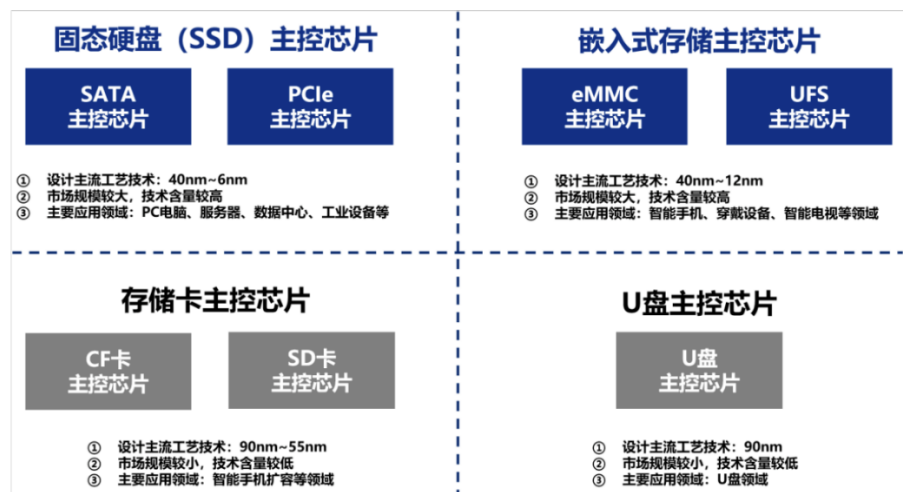 固态硬盘（SSD）主控芯片
SATA
主控芯片
PCIe
主控芯片
① 设计主流工艺技术：40nm~6nm
② 市场规模较大，技术含量较高
③ 主要应用领域：PC电脑、服务器、数据中心、工业设备等
嵌入式存储主控芯片
eMMC
主控芯片
UFS
主控芯片
① 设计主流工艺技术：40nm~12nm
② 市场规模较大，技术含量较高
③ 主要应用领域：智能手机、穿戴设备、智能电视等领域
存储卡主控芯片
CF卡
主控芯片
SD卡
主控芯片
① 设计主流工艺技术：90nm~55nm
② 市场规模较小，技术含量较低
③ 主要应用领域：智能手机扩容等领域
U盘主控芯片
U盘
主控芯片
① 设计主流工艺技术：90nm
② 市场规模较小，技术含量较低
③ 主要应用领域：U盘领域